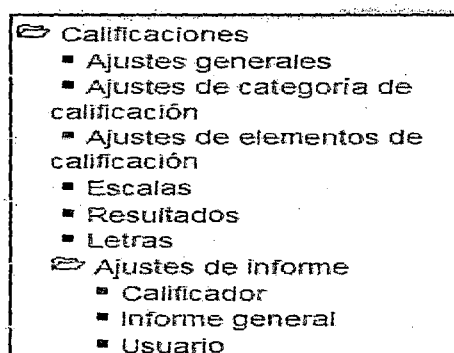 Calificaciones
Ajustes generales
Ajustes de categoría de
calificación
Ajustes de elementos de
calificación
Escalas
Resultados
Letras
Ajustes de informe
Calificador
Informe general
Usuario